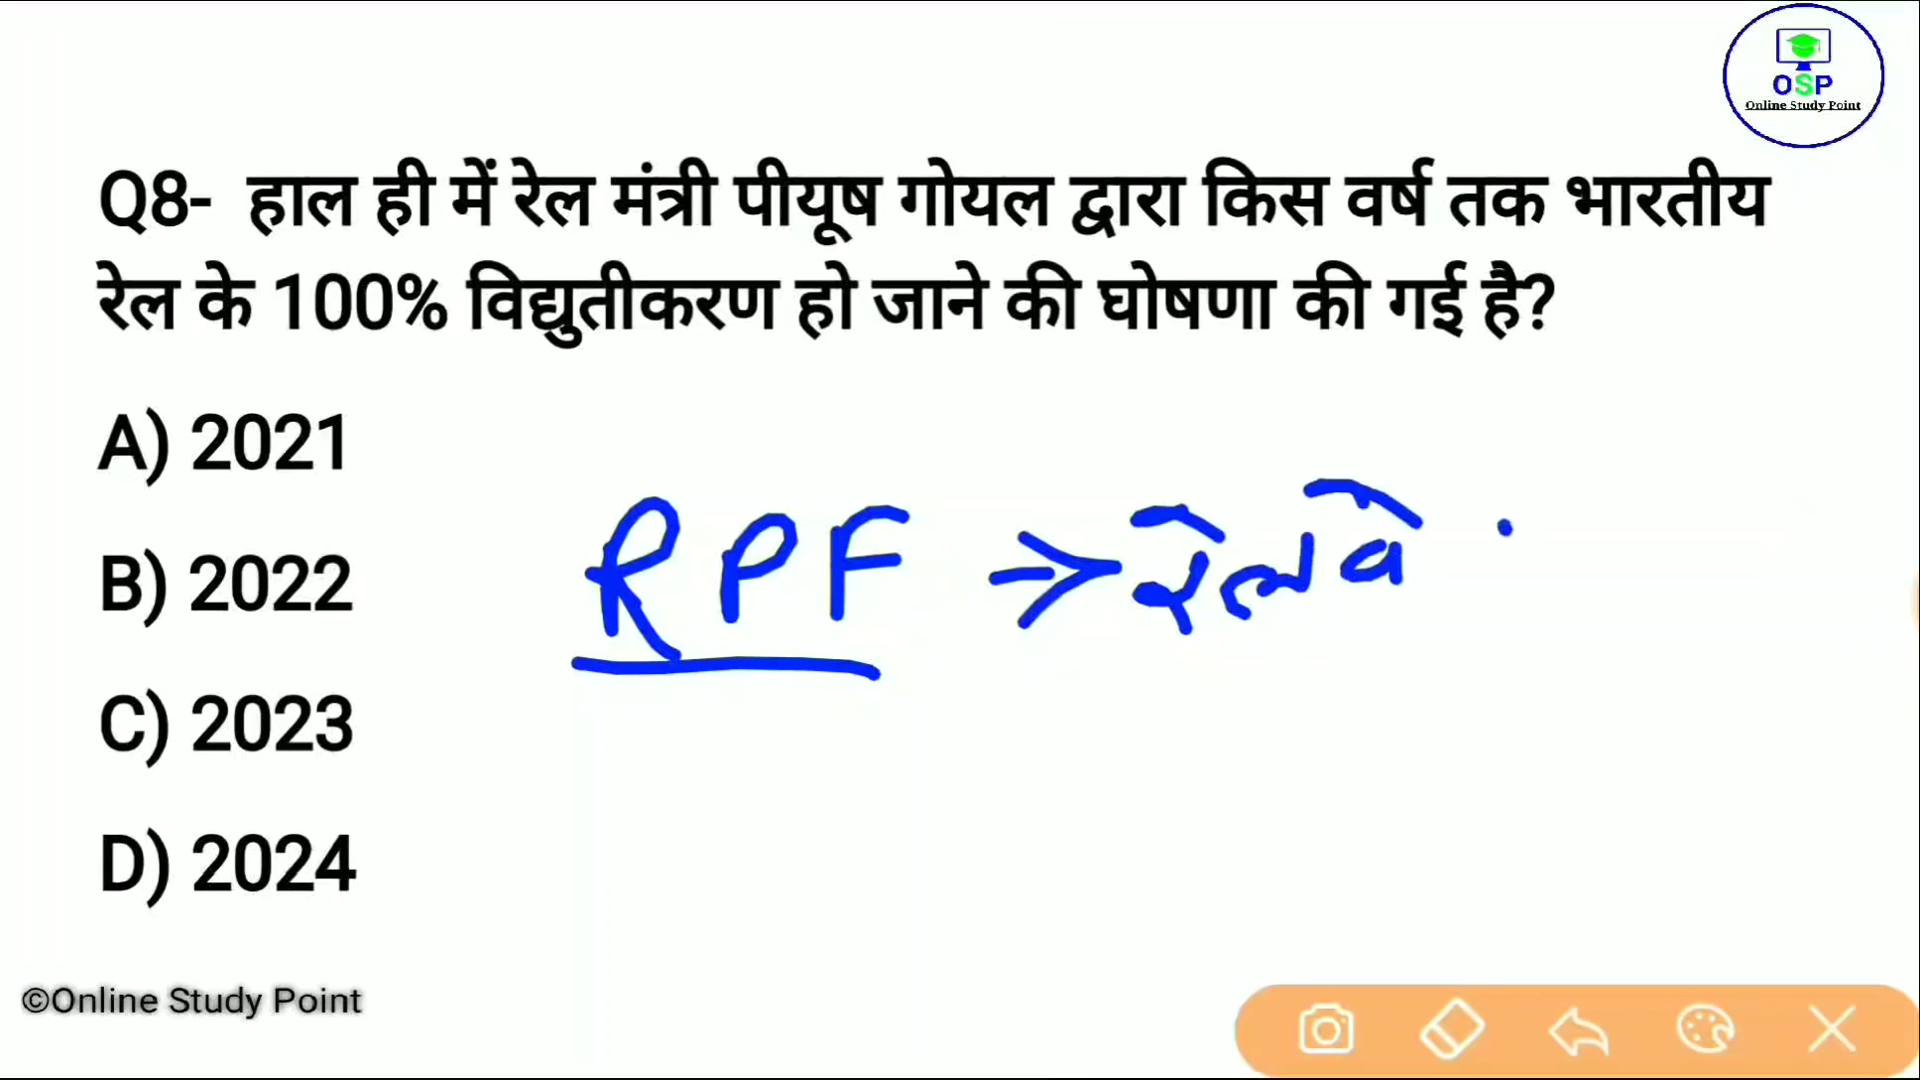 OSP
Online Study Point
Q8- हाल ही में रेल मंत्री पीयूष गोयल द्वारा किस वर्ष तक भारतीय
रेल के 100% विद्युतीकरण हो जाने की घोषणा की गई है?
A) 2021
RPF → रेलवे
B) 2022
C) 2023
D) 2024
©Online Study Point